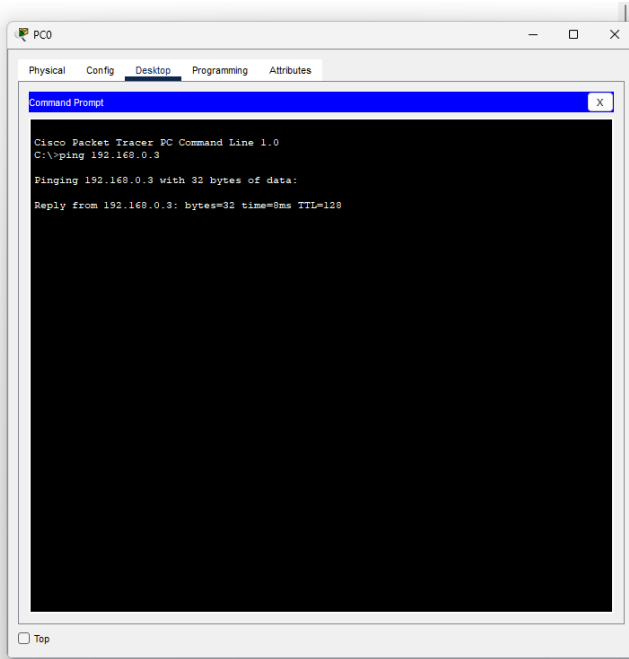 PC0
Physical Config Desktop Programming Attributes
Command Prompt
X
Cisco Packet Tracer PC Command Line 1.0
C:\>ping 192.168.0.3
Pinging 192.168.0.3 with 32 bytes of data:
Reply from 192.168.0.3: bytes=32 time=8ms TTL=128
Top